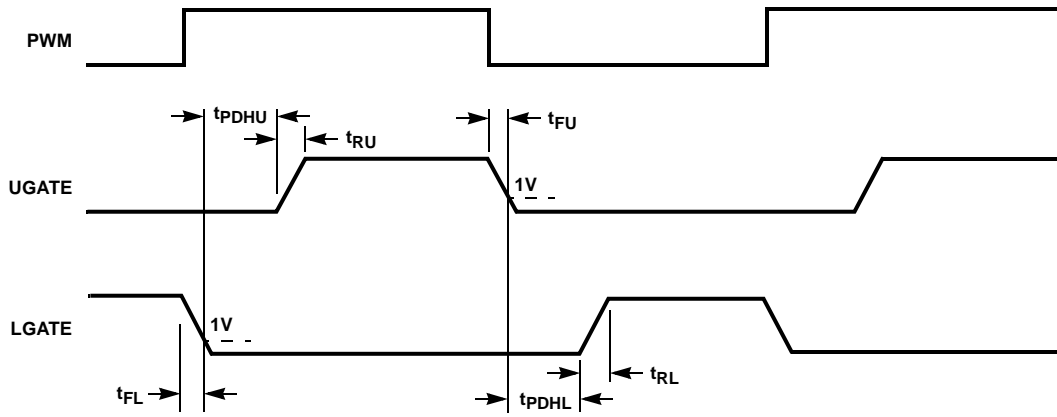 PWM
tPDHU
tRU
tFU
UGATE
1V
LGATE
1V
tFL
tRL
tPDHL